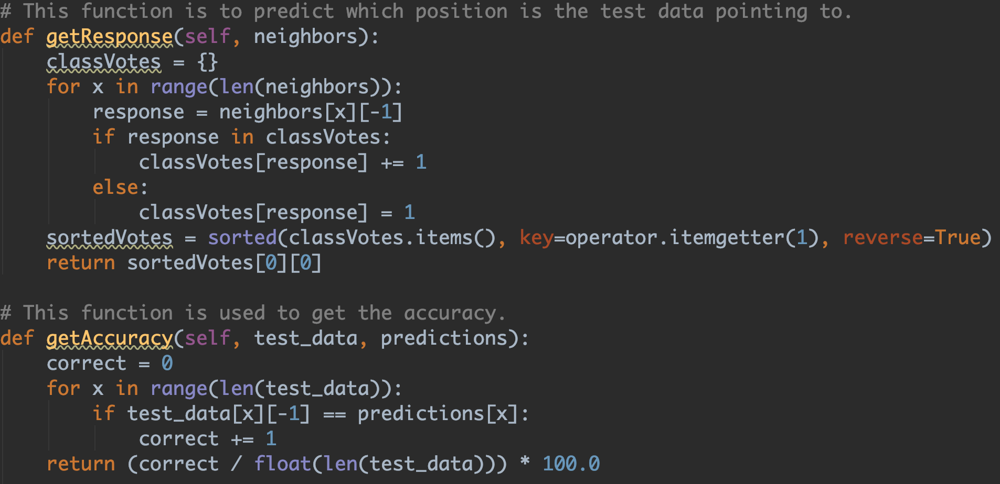 # This function is to predict which position is the test data pointing to.
def getResponse(self, neighbors):
    classVotes = {}
    for x in range(len(neighbors)):
        response = neighbors[x][-1]
        if response in classVotes:
            classVotes[response] += 1
        else:
            classVotes[response] = 1
    sortedVotes = sorted(classVotes.items(), key=operator.itemgetter(1), reverse=True)
    return sortedVotes[0][0]

# This function is used to get the accuracy.
def getAccuracy(self, test_data, predictions):
    correct = 0
    for x in range(len(test_data)):
        if test_data[x][-1] == predictions[x]:
            correct += 1
    return (correct / float(len(test_data))) * 100.0